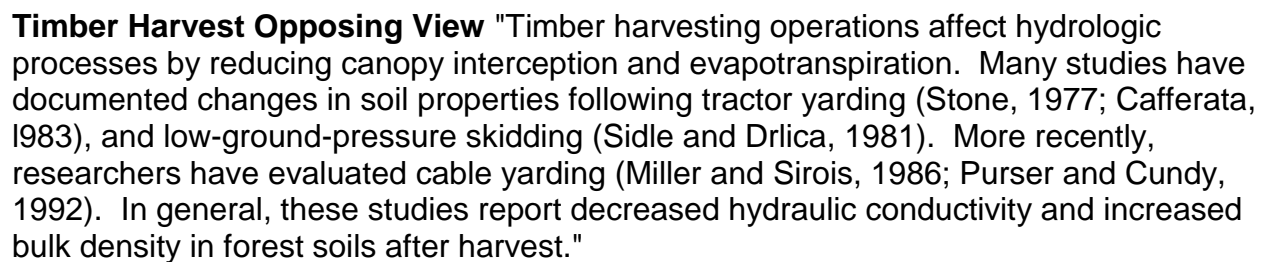 Timber Harvest Opposing View "Timber harvesting operations affect hydrologic
processes by reducing canopy interception and evapotranspiration.  Many studies have
documented changes in soil properties following tractor yarding (Stone, 1977; Cafferata,
l983), and low-ground-pressure skidding (Sidle and Drlica, 1981).  More recently,
researchers have evaluated cable yarding (Miller and Sirois, 1986; Purser and Cundy,
1992).  In general, these studies report decreased hydraulic conductivity and increased
bulk density in forest soils after harvest."